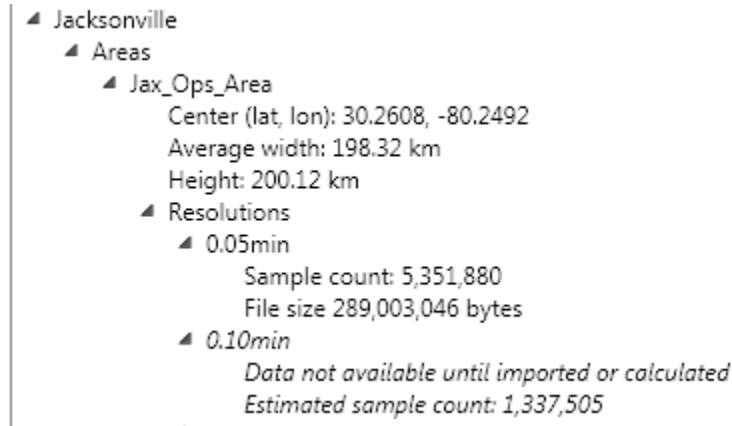 Jacksonville
Areas
Jax_Ops_Area
Center (lat, lon): 30.2608, -80.2492
Average width: 198.32 km
Height: 200.12 km
Resolutions
0.05min
Sample count: 5,351,880
File size 289,003,046 bytes
0.10min
Data not available until imported or calculated
Estimated sample count: 1,337,505